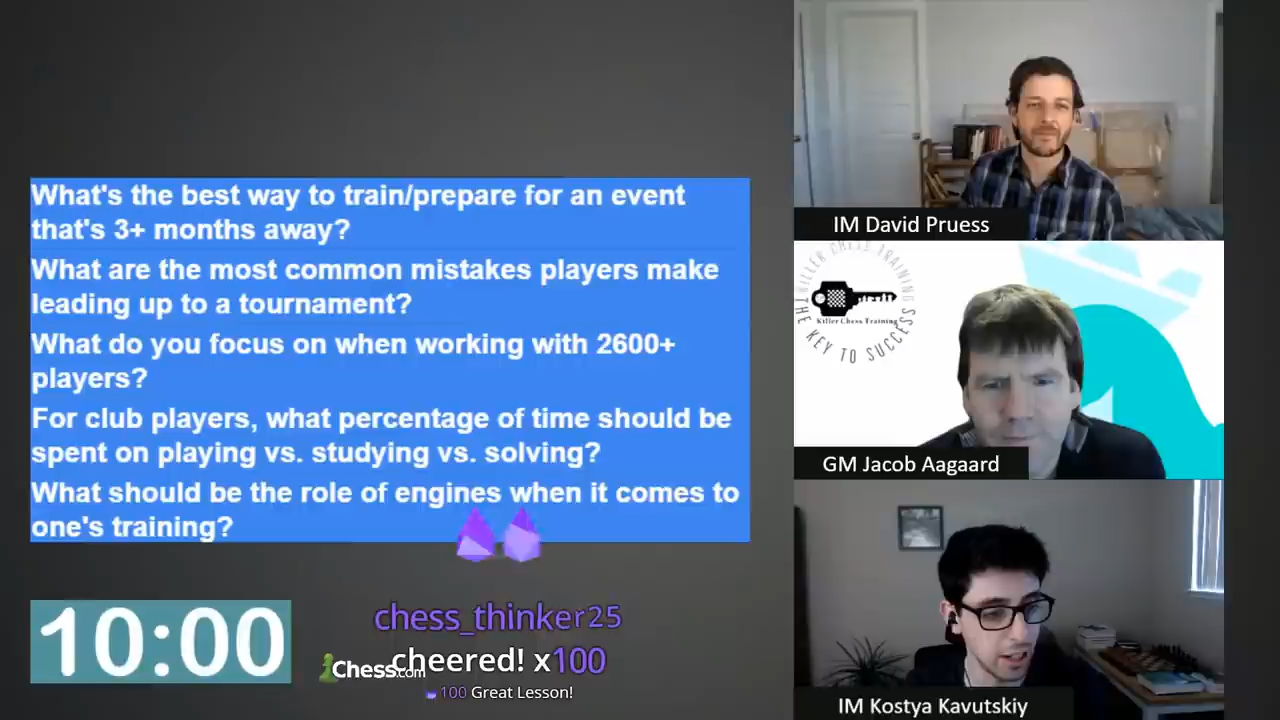 What's the best way to train/prepare for an event
that's 3+ months away?
What are the most common mistakes players make
leading up to a tournament?
What do you focus on when working with 2600+
players?
For club players, what percentage of time should be
spent on playing vs. studying vs. solving?
What should be the role of engines when it comes to
one's training?
10:00
chess_thinker25
cheered! x100
Chess.com
100 Great Lesson!
IM David Pruess
KILLER CHESS TRAINING
Killer Chess Training
THE KEY TO SUCCESS
GM Jacob Aagaard
IM Kostya Kavutskiy